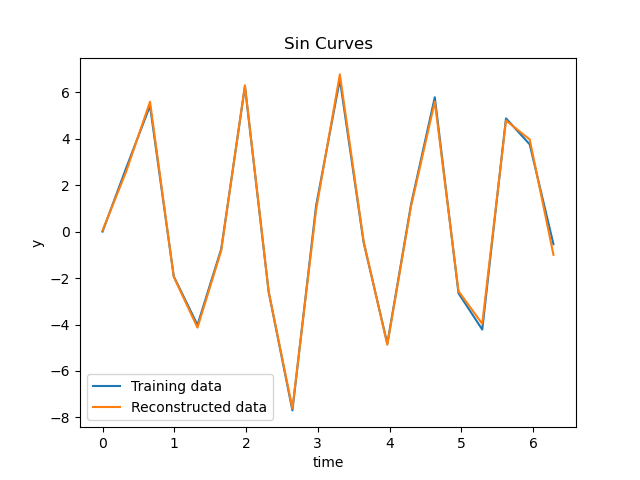 Sin Curves
y
6
4
2
0
−2
−4
−6
−8
Training data
Reconstructed data
0 1 2 3 4 5 6
time